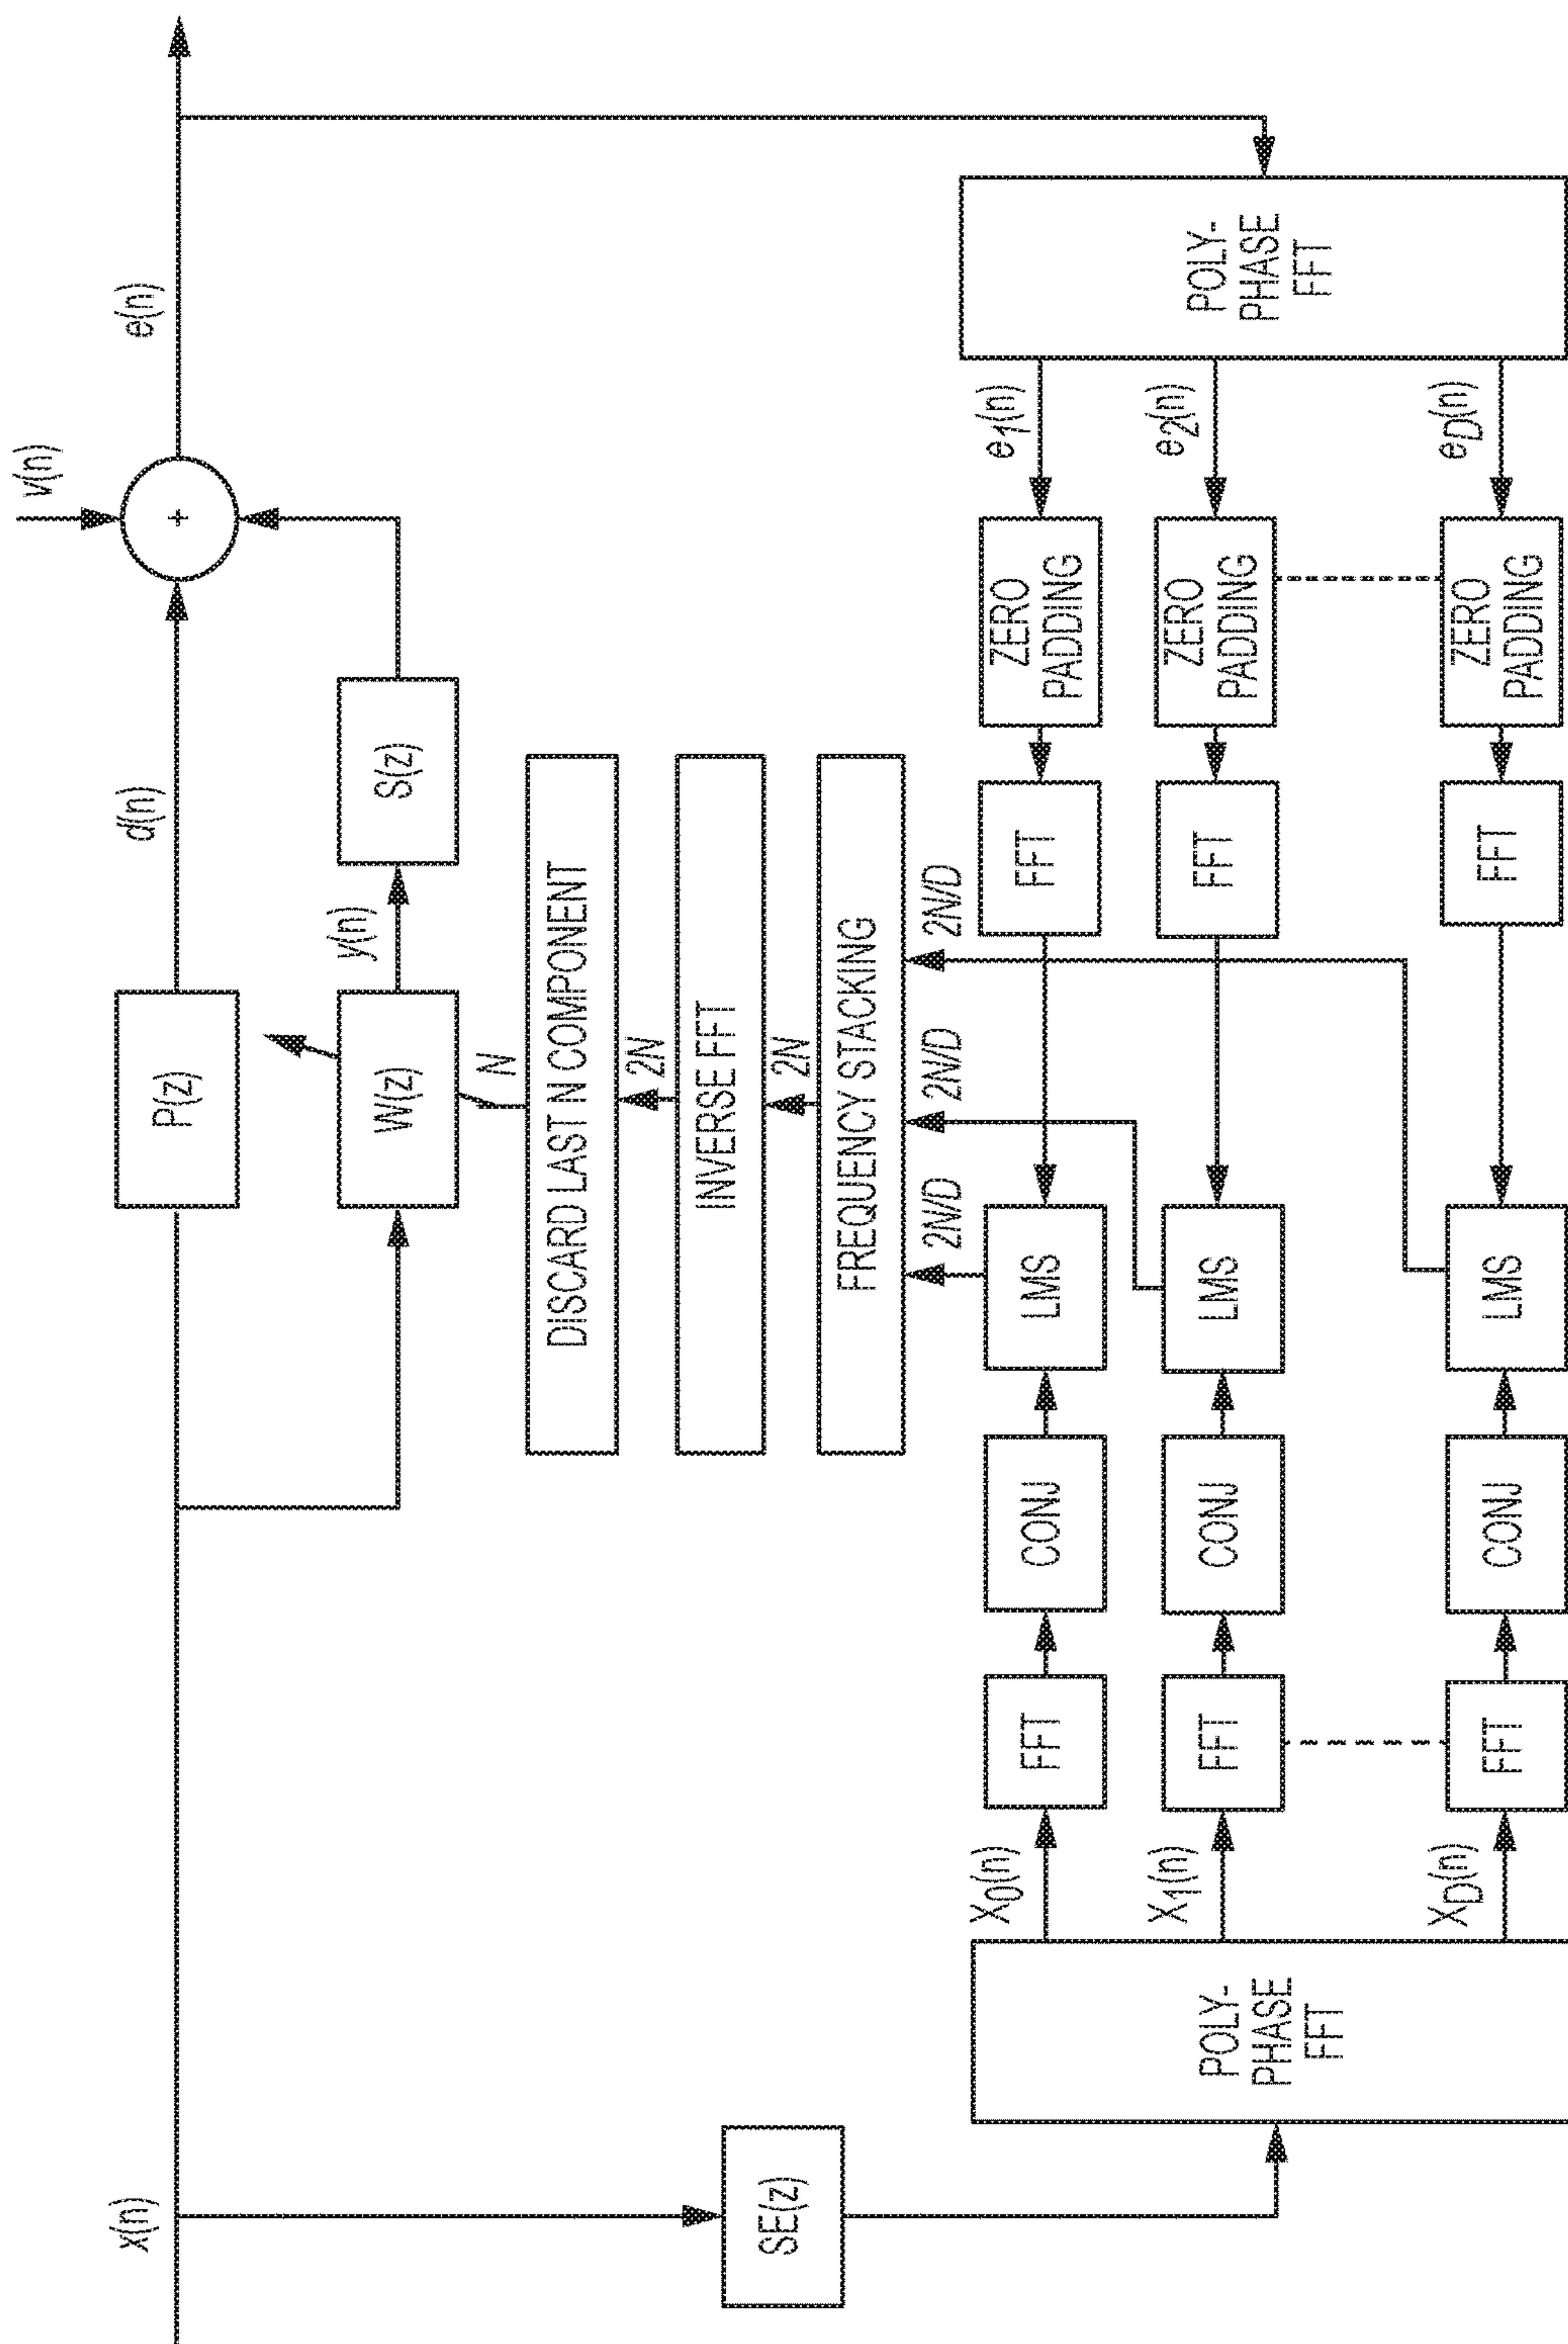 x(n)
P(z)
d(n)
v(n)
+
e(n)
W(z)
y(n)
S(z)
N
DISCARD LAST N COMPONENT
2N
INVERSE FFT
2N
SE(z)
FREQUENCY STACKING
2N/D
2N/D
2N/D
POLY-
PHASE
FFT
X0(n)
FFT
CONJ
LMS
FFT
ZERO
PADDING
e1(n)
X1(n)
FFT
CONJ
LMS
FFT
ZERO
PADDING
e2(n)
XD(n)
FFT
CONJ
LMS
FFT
ZERO
PADDING
eD(n)
POLY-
PHASE
FFT